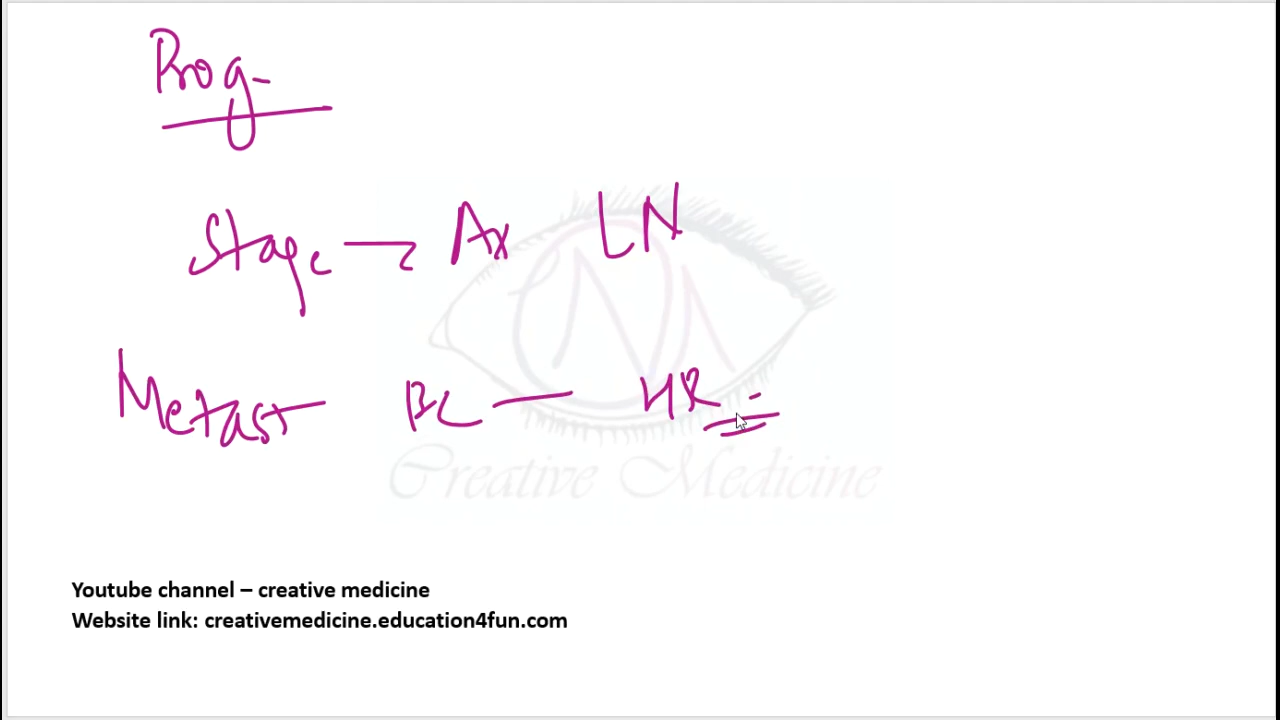 Prog-
Stage → Ax LN
Metast BC — HR -
Creative Medicine
Youtube channel – creative medicine
Website link: creativemedicine.education4fun.com